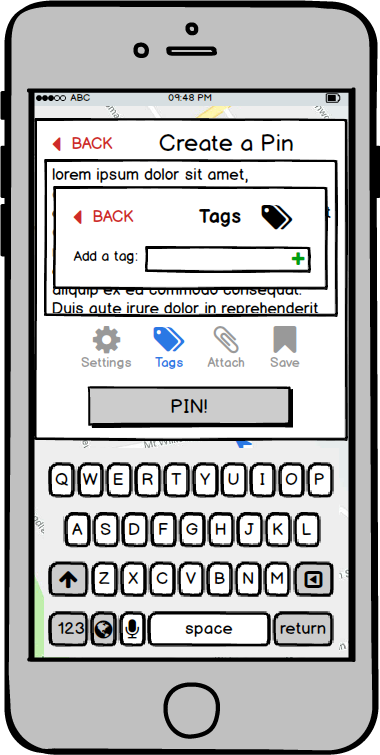 ABC 09:48 PM
BACK Create a Pin
lorem ipsum dolor sit amet,
BACK Tags
Add a tag:
aliquip ex ea commodo consequat.
Duis aute irure dolor in reprehenderit
Settings Tags Attach Save
PIN!
Q W E R T Y U I O P
A S D F G H J K L
Z X C V B N M
123 space return